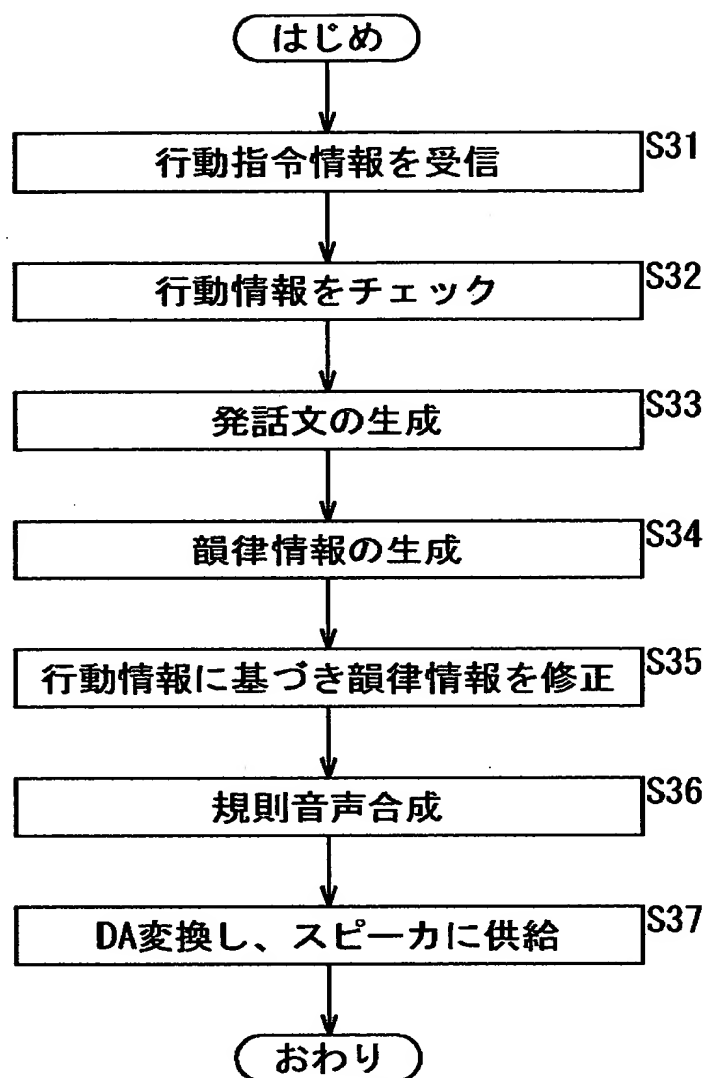 はじめ
行動指令情報を受信 S31
行動情報をチェック S32
発話文の生成 S33
韻律情報の生成 S34
行動情報に基づき韻律情報を修正 S35
規則音声合成 S36
DA変換し、スピーカに供給 S37
おわり